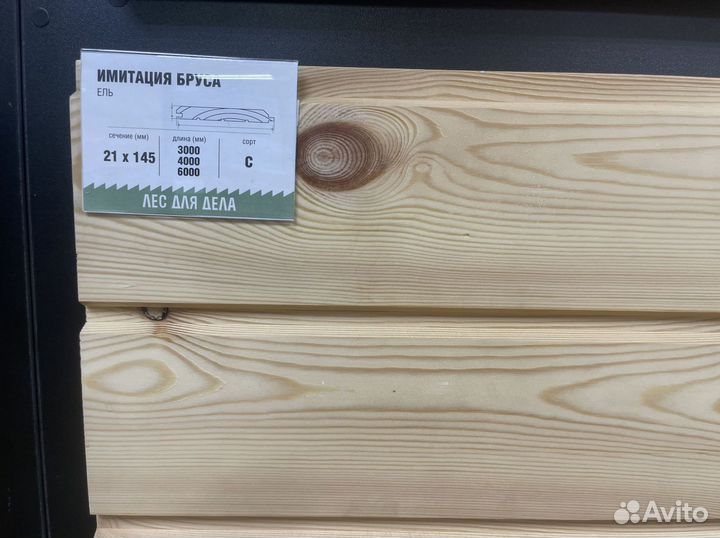 ИМИТАЦИЯ БРУСА
ЕЛЬ
сечение (мм) длина (мм) сорт
21 x 145 3000 4000 6000 C
ЛЕС ДЛЯ ДЕЛА
Avito